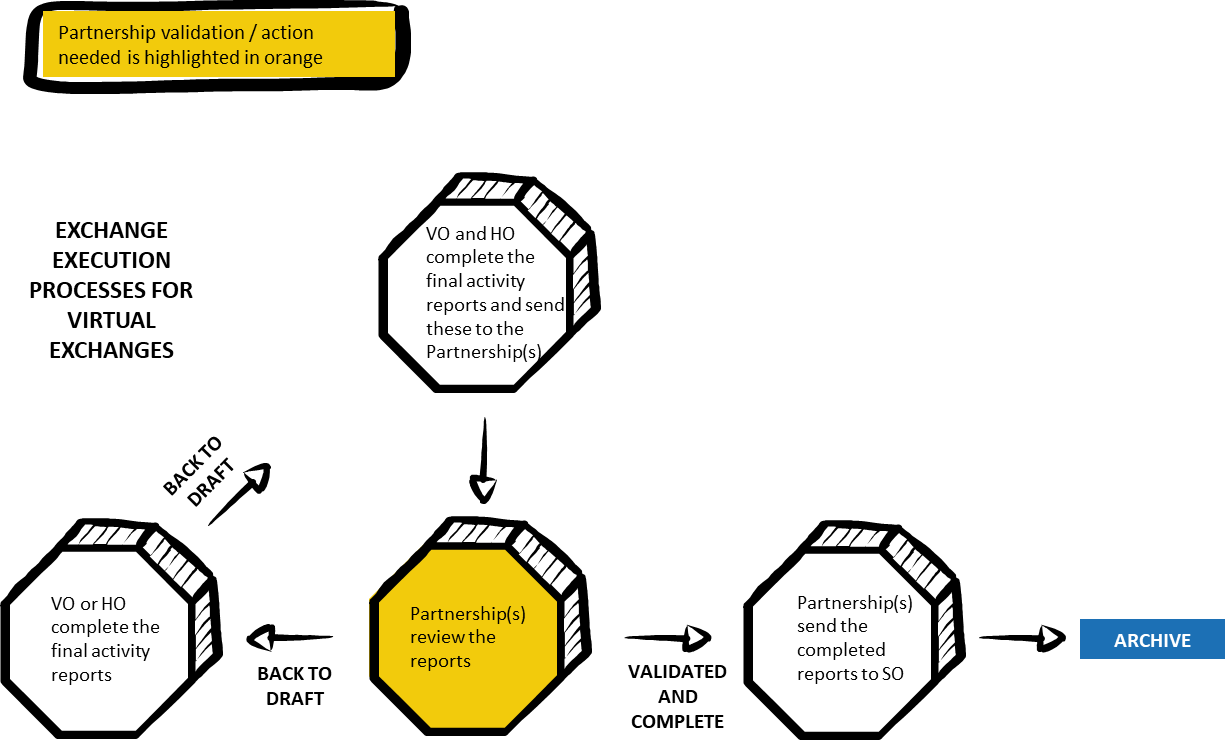 Partnership validation / action
needed is highlighted in orange
EXCHANGE
EXECUTION
PROCESSES FOR
VIRTUAL
EXCHANGES
VO and HO
complete the
final activity
reports and send
these to the
Partnership(s)
BACK TO
DRAFT
VO or HO
complete the
final activity
reports
BACK TO
DRAFT
Partnership(s)
review the
reports
VALIDATED
AND
COMPLETE
Partnership(s)
send the
completed
reports to SO
ARCHIVE